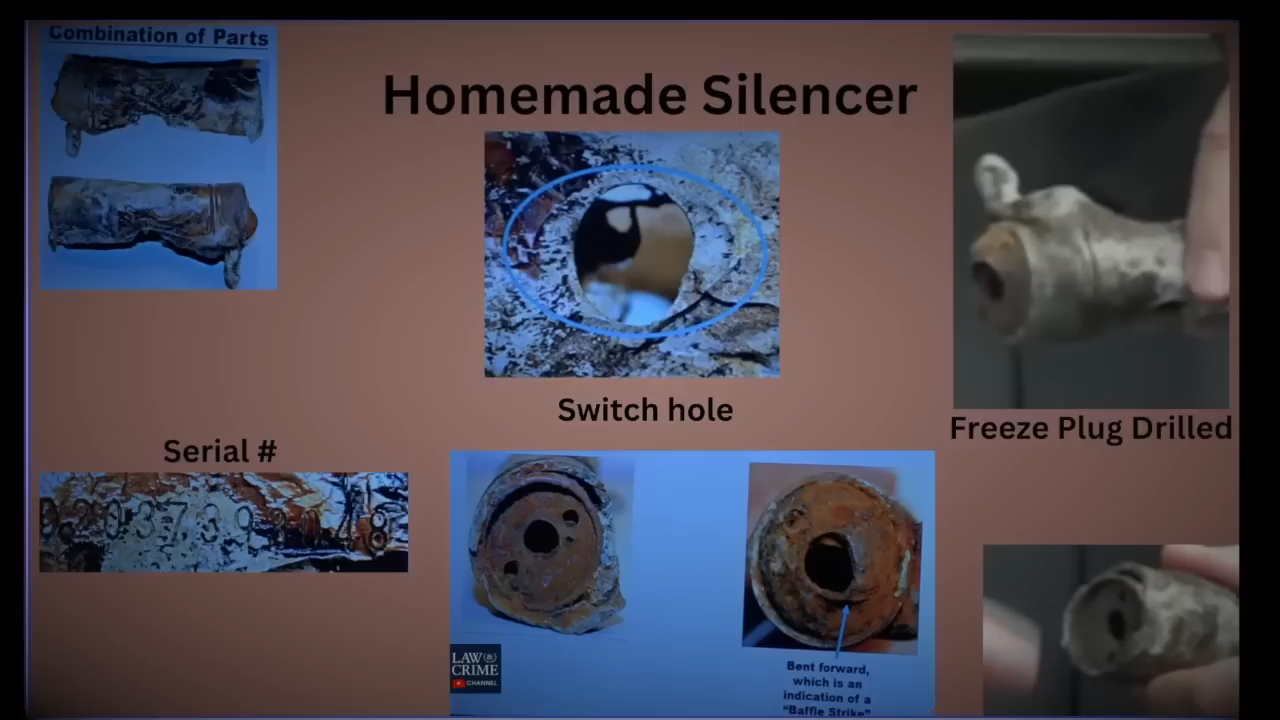 Combination of Parts
Homemade Silencer
Switch hole
Freeze Plug Drilled
Serial #
LAW & CRIME
CHANNEL
Bent forward,
which is an
indication of a
"Baffle Strike"